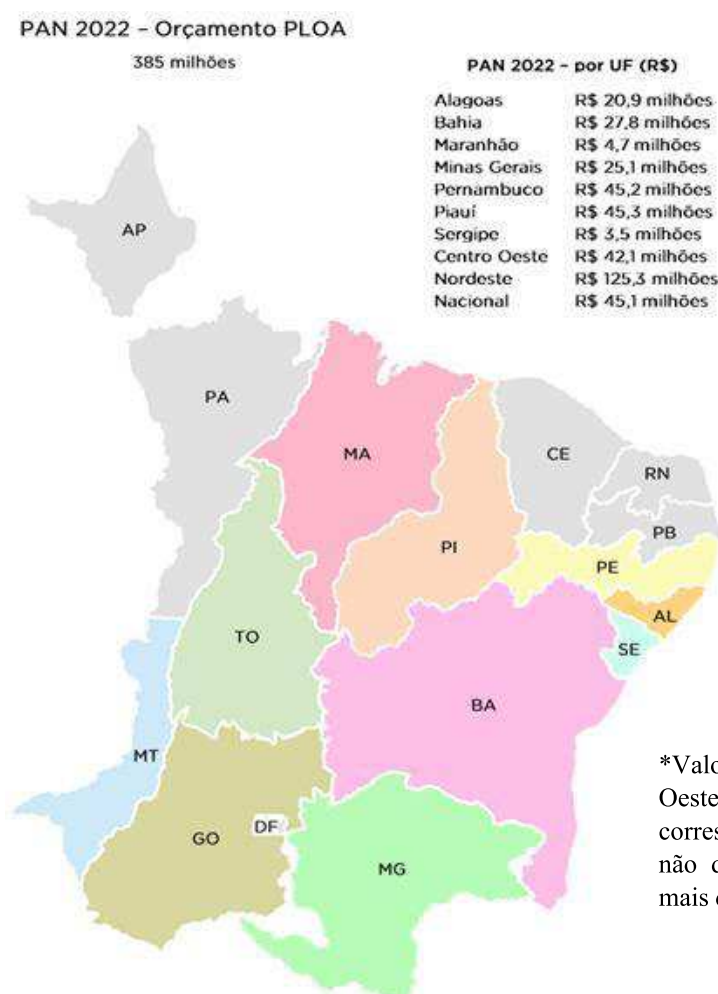 PAN 2022 – Orçamento PLOA
385 milhões
PAN 2022 – por UF (R$)
Alagoas R$ 20,9 milhões
Bahia R$ 27,8 milhões
Maranhão R$ 4,7 milhões
Minas Gerais R$ 25,1 milhões
Pernambuco R$ 45,2 milhões
Piauí R$ 45,3 milhões
Sergipe R$ 3,5 milhões
Centro Oeste R$ 42,1 milhões
Nordeste R$ 125,3 milhões
Nacional R$ 45,1 milhões
AP
PA
MA
CE
RN
PB
PI
PE
AL
TO
SE
BA
MT
GO
DF
MG
*Valo
Oeste
corres
não
mais